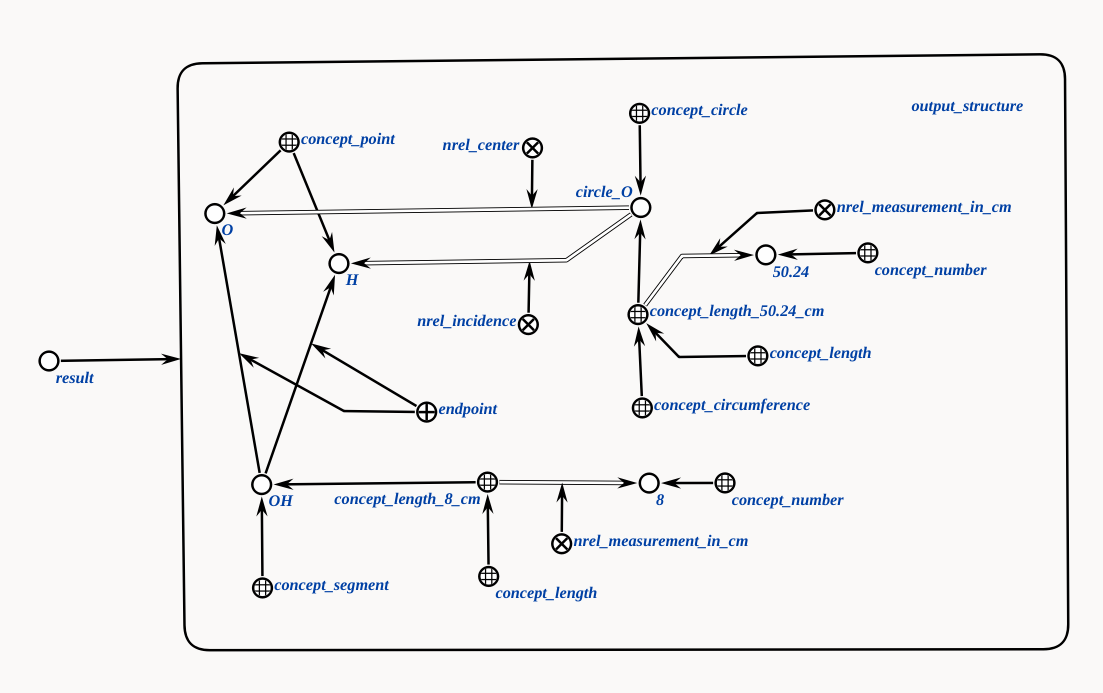 output_structure
concept_circle
concept_point
nrel_center
circle_O
nrel_measurement_in_cm
O
H
50.24
concept_number
concept_length_50.24_cm
nrel_incidence
concept_length
result
concept_circumference
endpoint
OH
concept_length_8_cm
8
concept_number
nrel_measurement_in_cm
concept_segment
concept_length